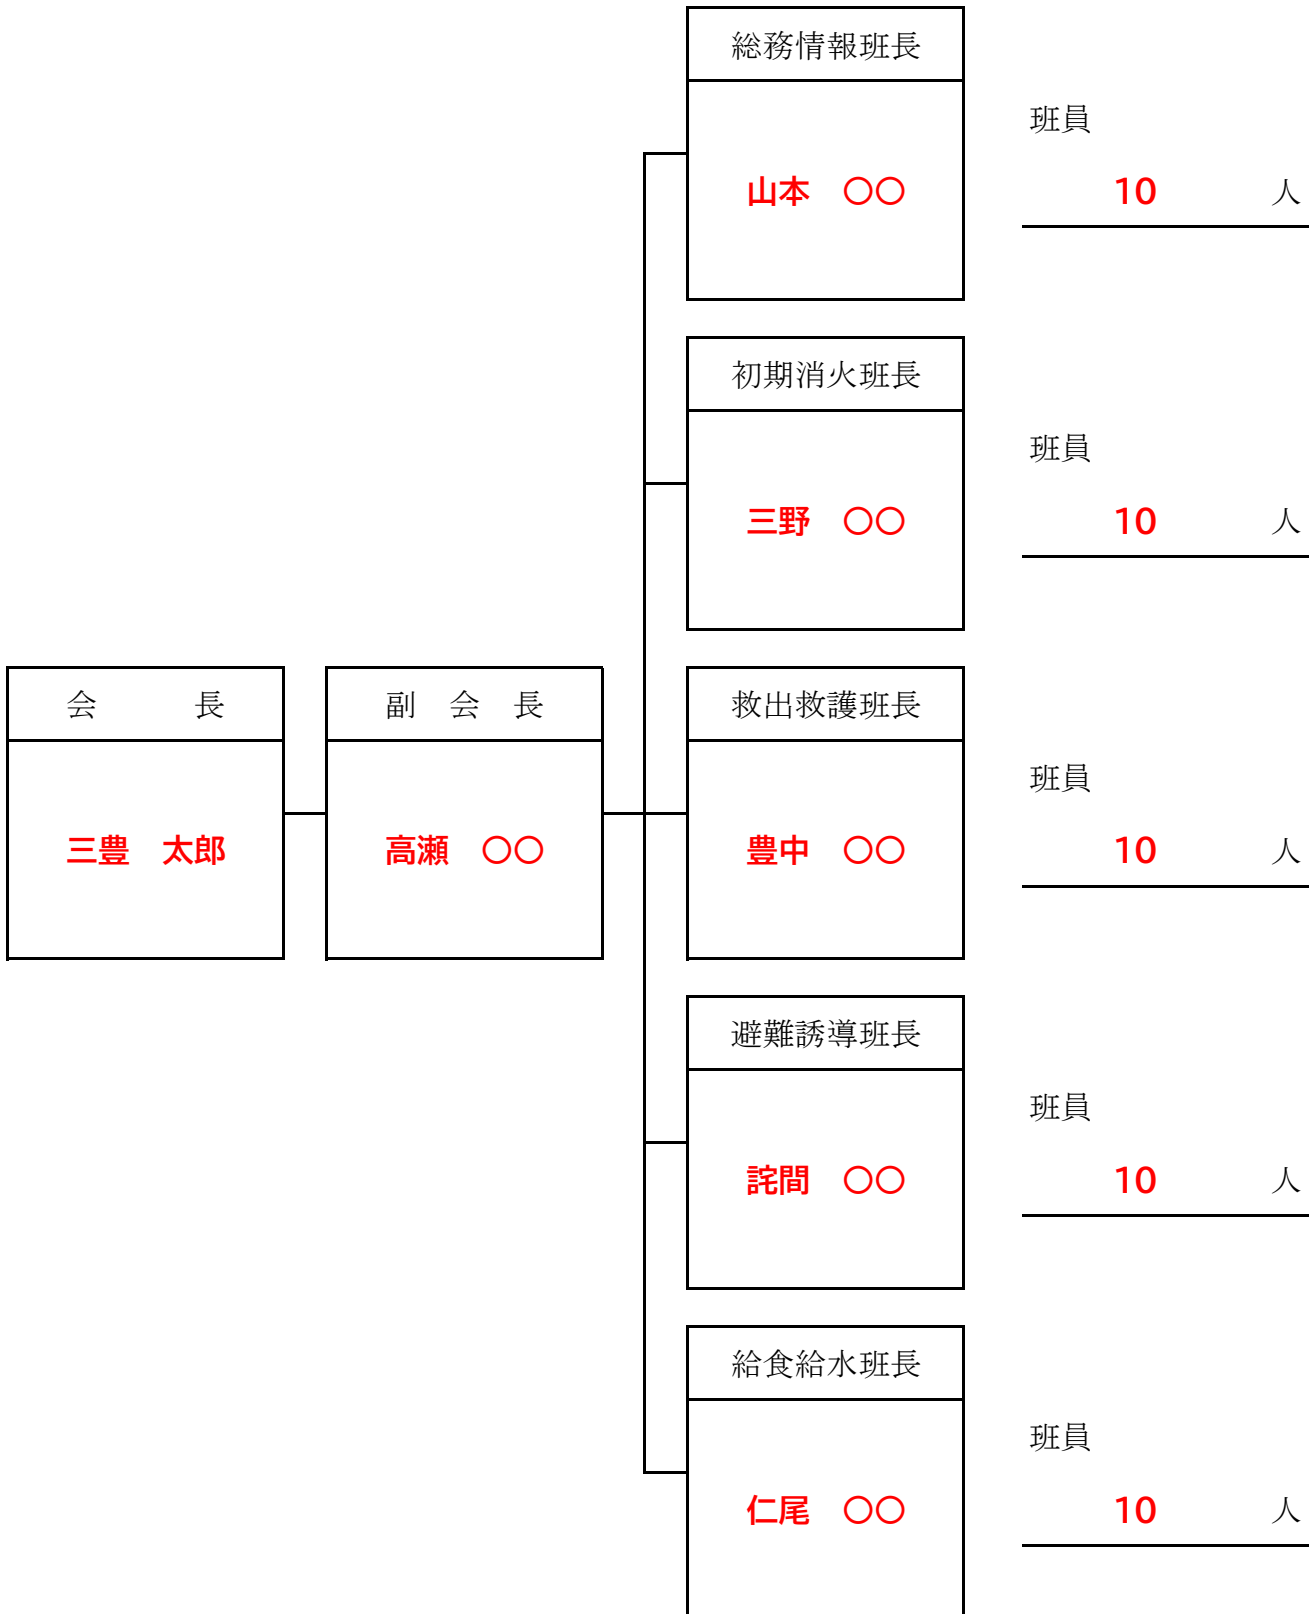 総務情報班長
班員
山本　〇〇
10　人
初期消火班長
班員
三野　〇〇
10　人
会　長
副　会　長
救出救護班長
班員
三豊　太郎
高瀬　〇〇
豊中　〇〇
10　人
避難誘導班長
班員
詫間　〇〇
10　人
給食給水班長
班員
仁尾　〇〇
10　人